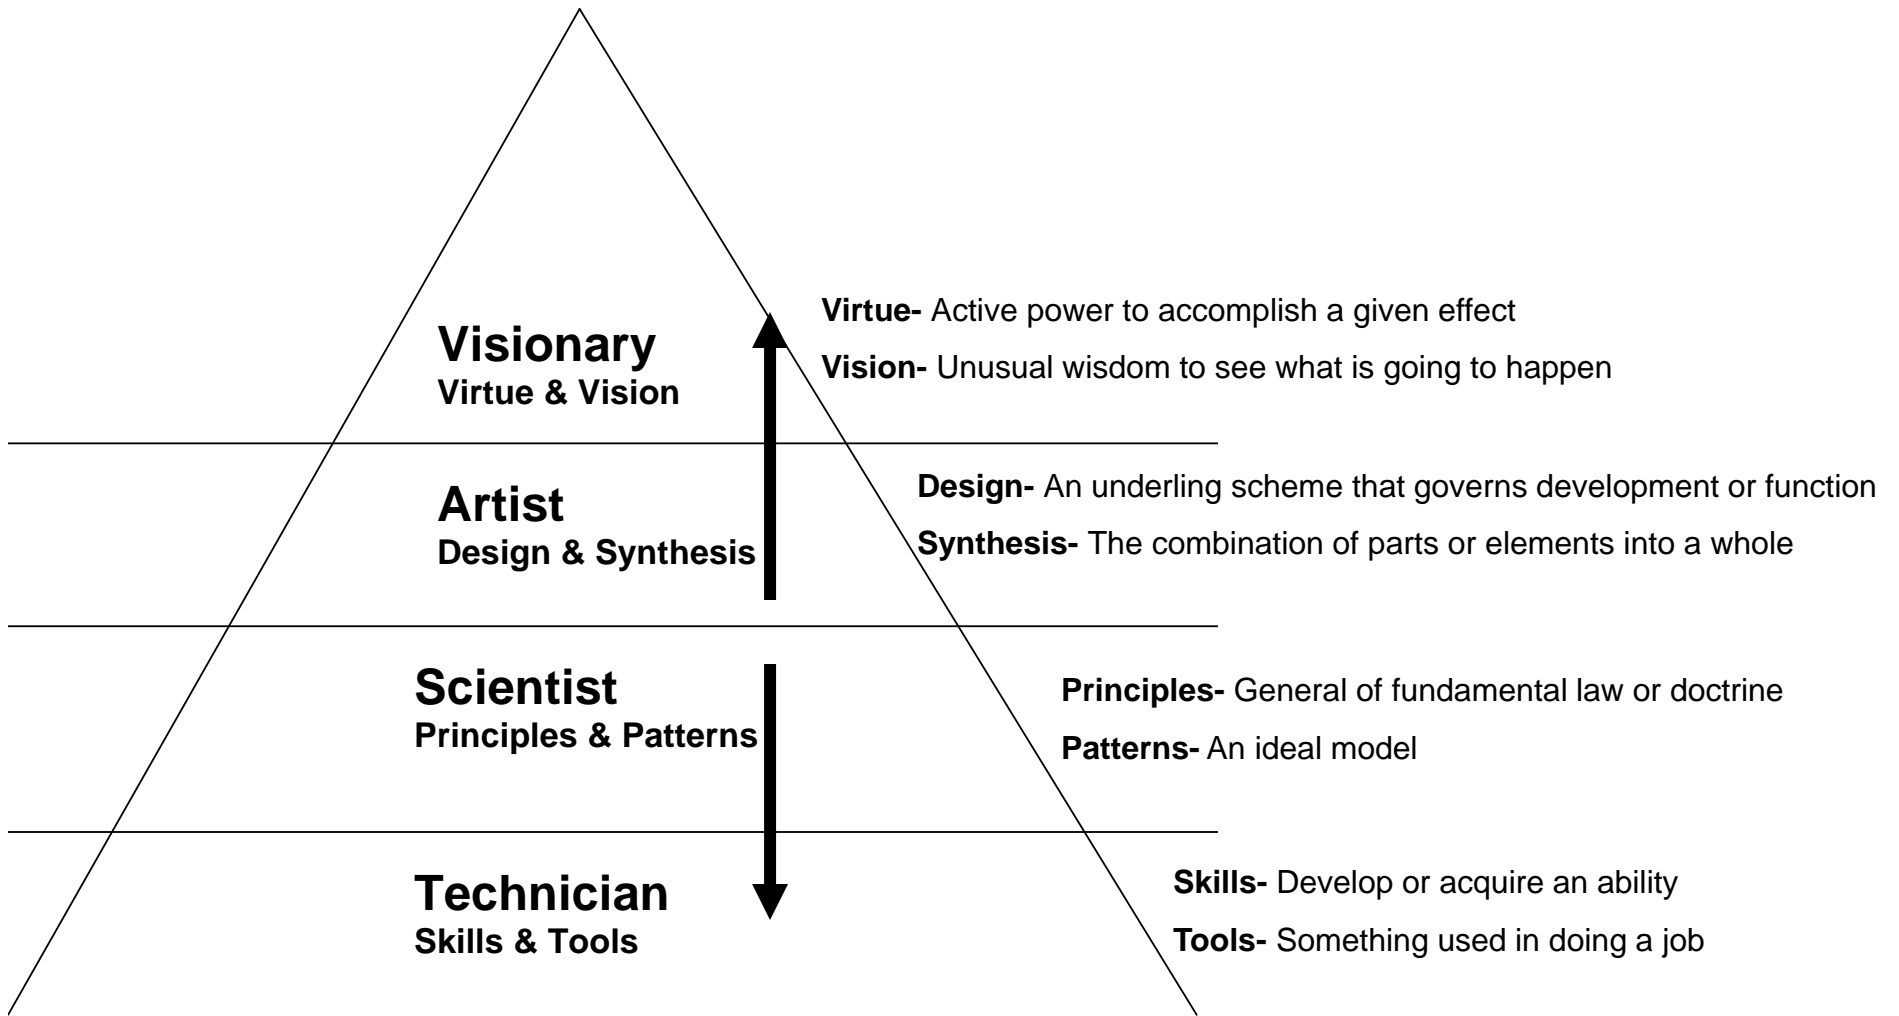 Visionary
Virtue & Vision
Virtue- Active power to accomplish a given effect
Vision- Unusual wisdom to see what is going to happen
Artist
Design & Synthesis
Design- An underling scheme that governs development or function
Synthesis- The combination of parts or elements into a whole
Scientist
Principles & Patterns
Principles- General of fundamental law or doctrine
Patterns- An ideal model
Technician
Skills & Tools
Skills- Develop or acquire an ability
Tools- Something used in doing a job